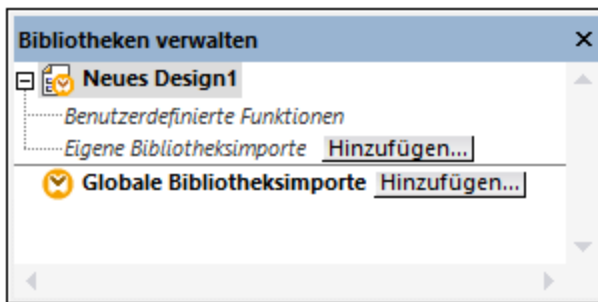 Bibliotheken verwalten
Neues Design1
Benutzerdefinierte Funktionen
Eigene Bibliotheksimporte Hinzufügen...
Globale Bibliotheksimporte Hinzufügen...